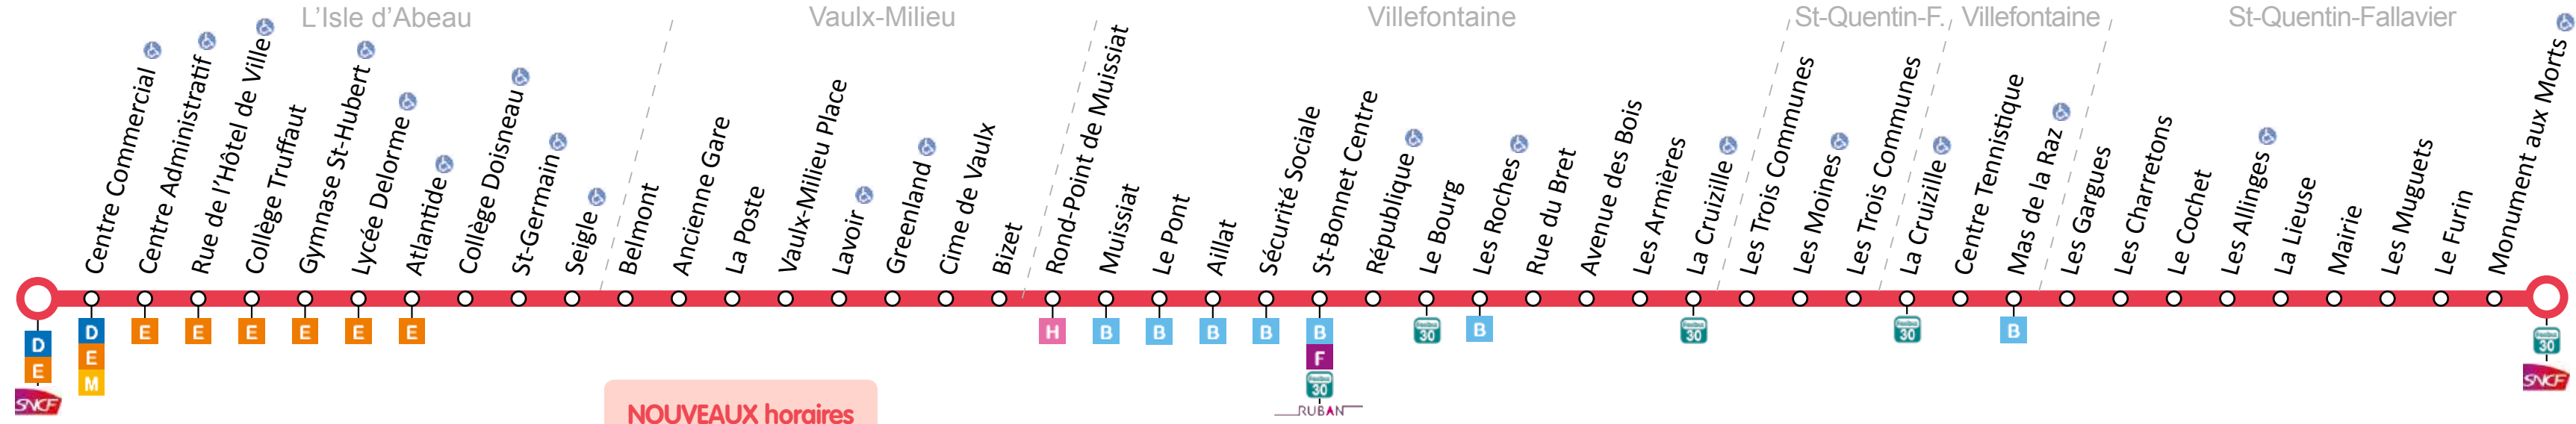 L'Isle d'Abeau
Vaulx-Milieu
Villefontaine
St-Quentin-F.
Villefontaine
St-Quentin-Fallavier
Centre Commercial
Centre Administratif
Rue de l'Hôtel de Ville
Collège Truffaut
Gymnase St-Hubert
Lycée Delorme
Atlantide
Collège Doisneau
St-Germain
Seigle
Belmont
Ancienne Gare
La Poste
Vaulx-Milieu Place
Lavoir
Greenland
Cime de Vaulx
Bizet
Rond-Point de Muissiat
Muissiat
Le Pont
Aillat
Sécurité Sociale
St-Bonnet Centre
République
Le Bourg
Les Roches
Rue du Bret
Avenue des Bois
Les Armières
La Cruizille
Les Trois Communes
Les Moines
Les Trois Communes
La Cruizille
Centre Tennistique
Mas de la Raz
Les Gargues
Les Charretons
Le Cochet
Les Allinges
La Lieuse
Mairie
Les Muguets
Le Furin
Monument aux Morts
D
E
SNCF
D
E
M
E
E
E
E
E
E
H
B
B
B
B
B
F
30
RUBAN
30
B
30
30
B
30
SNCF
NOUVEAUX horaires